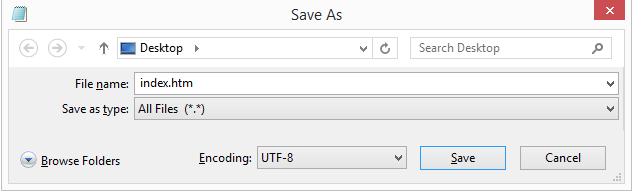 Save As
Desktop
Search Desktop
File name: index.htm
Save as type: All Files (*.*)
Browse Folders
Encoding: UTF-8
Save
Cancel